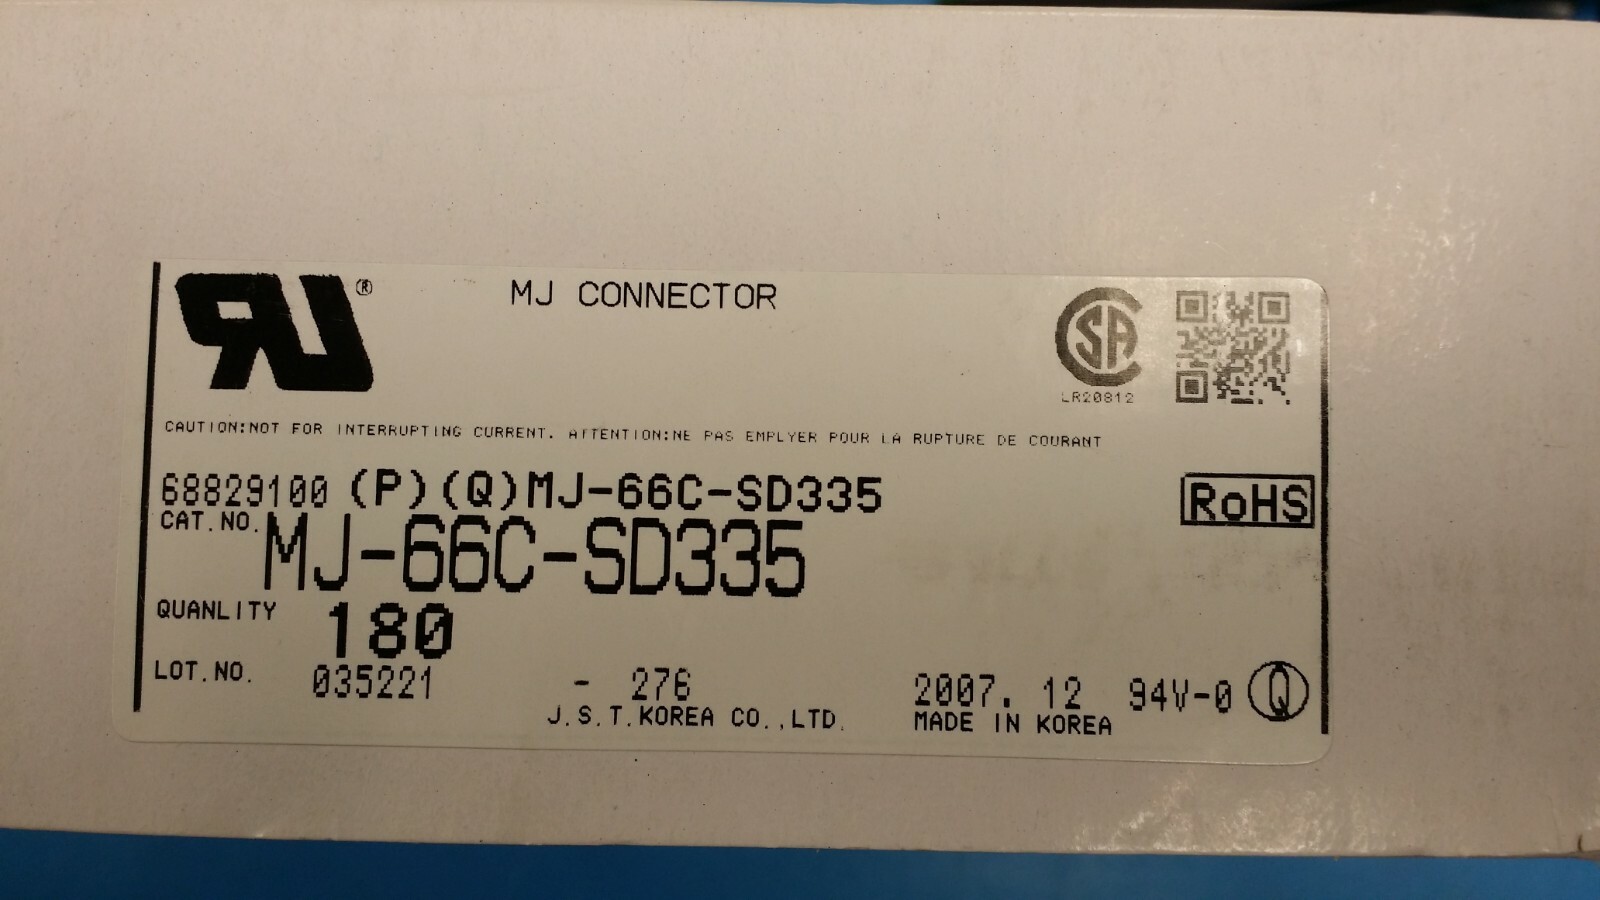 RU®
MJ CONNECTOR
CSA
LR20812
CAUTION:NOT FOR INTERRUPTING CURRENT. ATTENTION:NE PAS EMPLYER POUR LA RUPTURE DE COURANT
68829100 (P)(Q)MJ-66C-SD335
RoHS
CAT.NO. MJ-66C-SD335
QUANLITY 180
LOT.NO. 035221 - 276 2007. 12 94V-0 Q
J.S.T.KOREA CO.,LTD. MADE IN KOREA